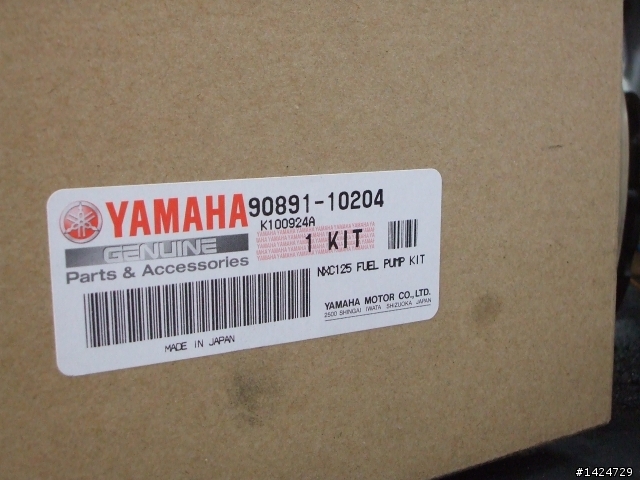 YAMAHA 90891-10204
K100924A
GENUINE 1 KIT
Parts & Accessories
NXC125 FUEL PUMP KIT
YAMAHA MOTOR CO.,LTD.
2500 SHINGAI IWATA SHIZUOKA JAPAN
MADE IN JAPAN
#1424729